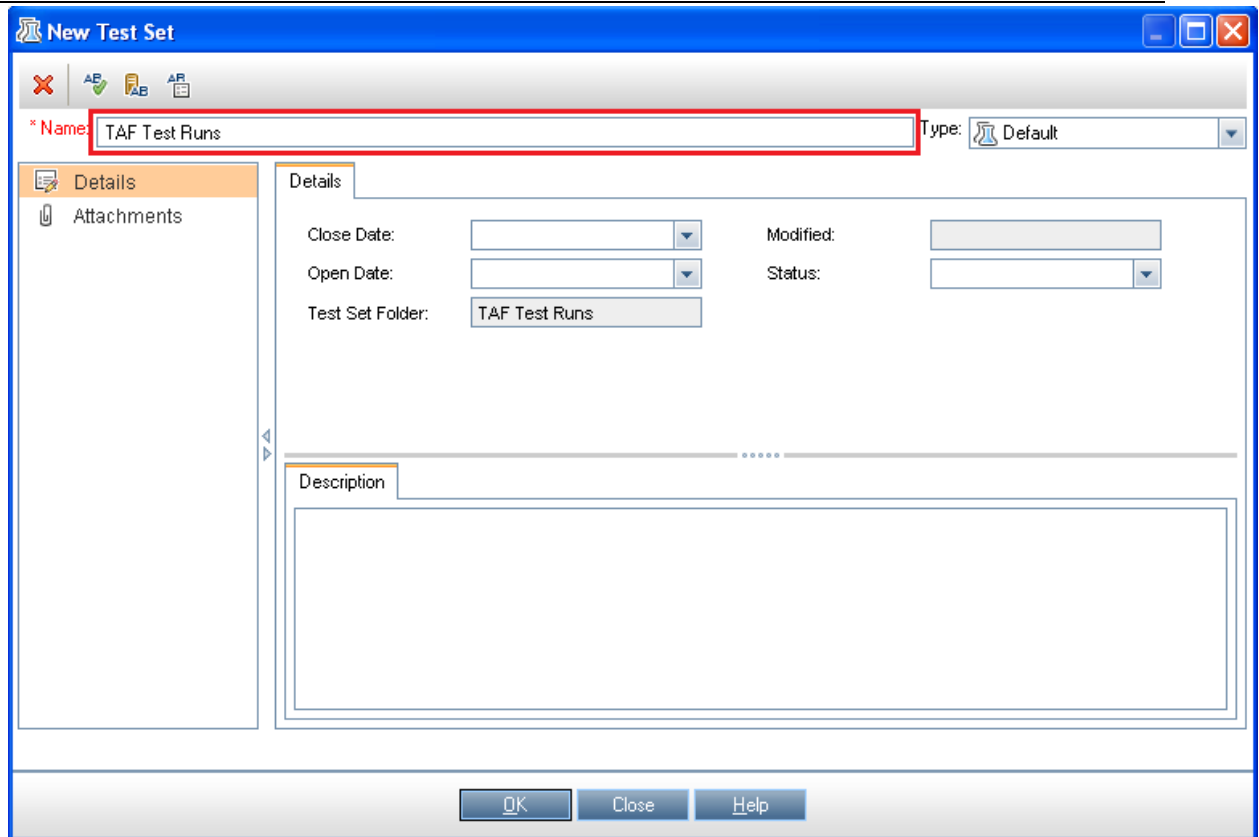 New Test Set
* Name: TAF Test Runs Type: Default
Details
Attachments
Details
Close Date: Modified:
Open Date: Status:
Test Set Folder: TAF Test Runs
Description
OK Close Help